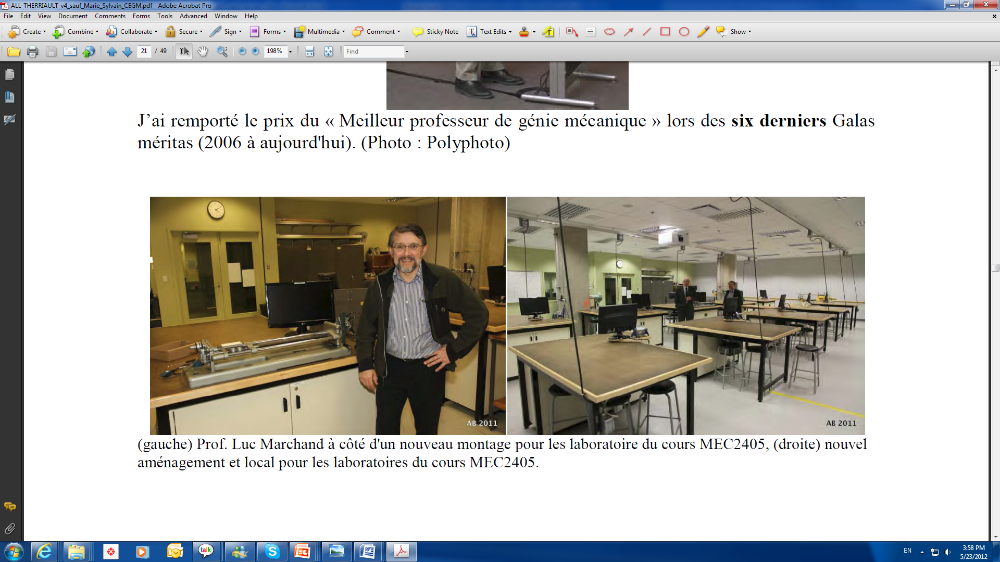 ALL-THERRIAULT-v4_sauf_Marie_Sylvain_CEGM.pdf - Adobe Acrobat Pro
File Edit View Document Comments Forms Tools Advanced Window Help
Create Combine Collaborate Secure Sign Forms Multimedia Comment Sticky Note Text Edits Show
21 / 49 198% Find
J’ai remporté le prix du « Meilleur professeur de génie mécanique » lors des six derniers Galas
méritas (2006 à aujourd'hui). (Photo : Polyphoto)
AB 2011
AB 2011
(gauche) Prof. Luc Marchand à côté d'un nouveau montage pour les laboratoire du cours MEC2405, (droite) nouvel
aménagement et local pour les laboratoires du cours MEC2405.
talk
EN
3:58 PM
5/23/2012